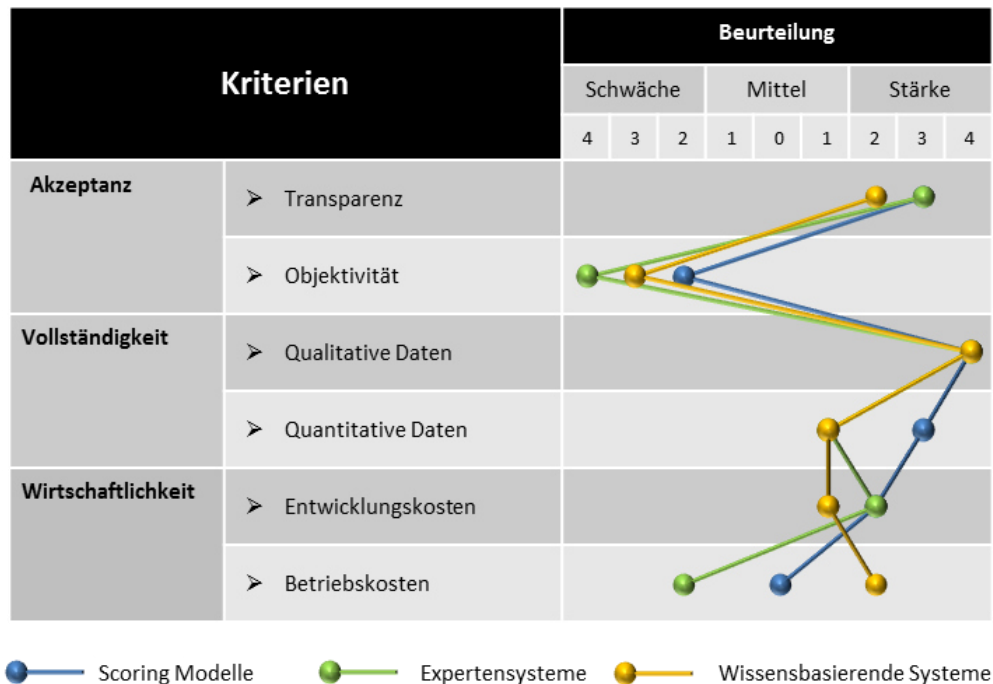 Kriterien
Beurteilung
Schwäche Mittel Stärke
4 3 2 1 0 1 2 3 4
Akzeptanz
Transparenz
Objektivität
Vollständigkeit
Qualitative Daten
Quantitative Daten
Wirtschaftlichkeit
Entwicklungskosten
Betriebskosten
Scoring Modelle Expertensysteme Wissensbasierende Systeme